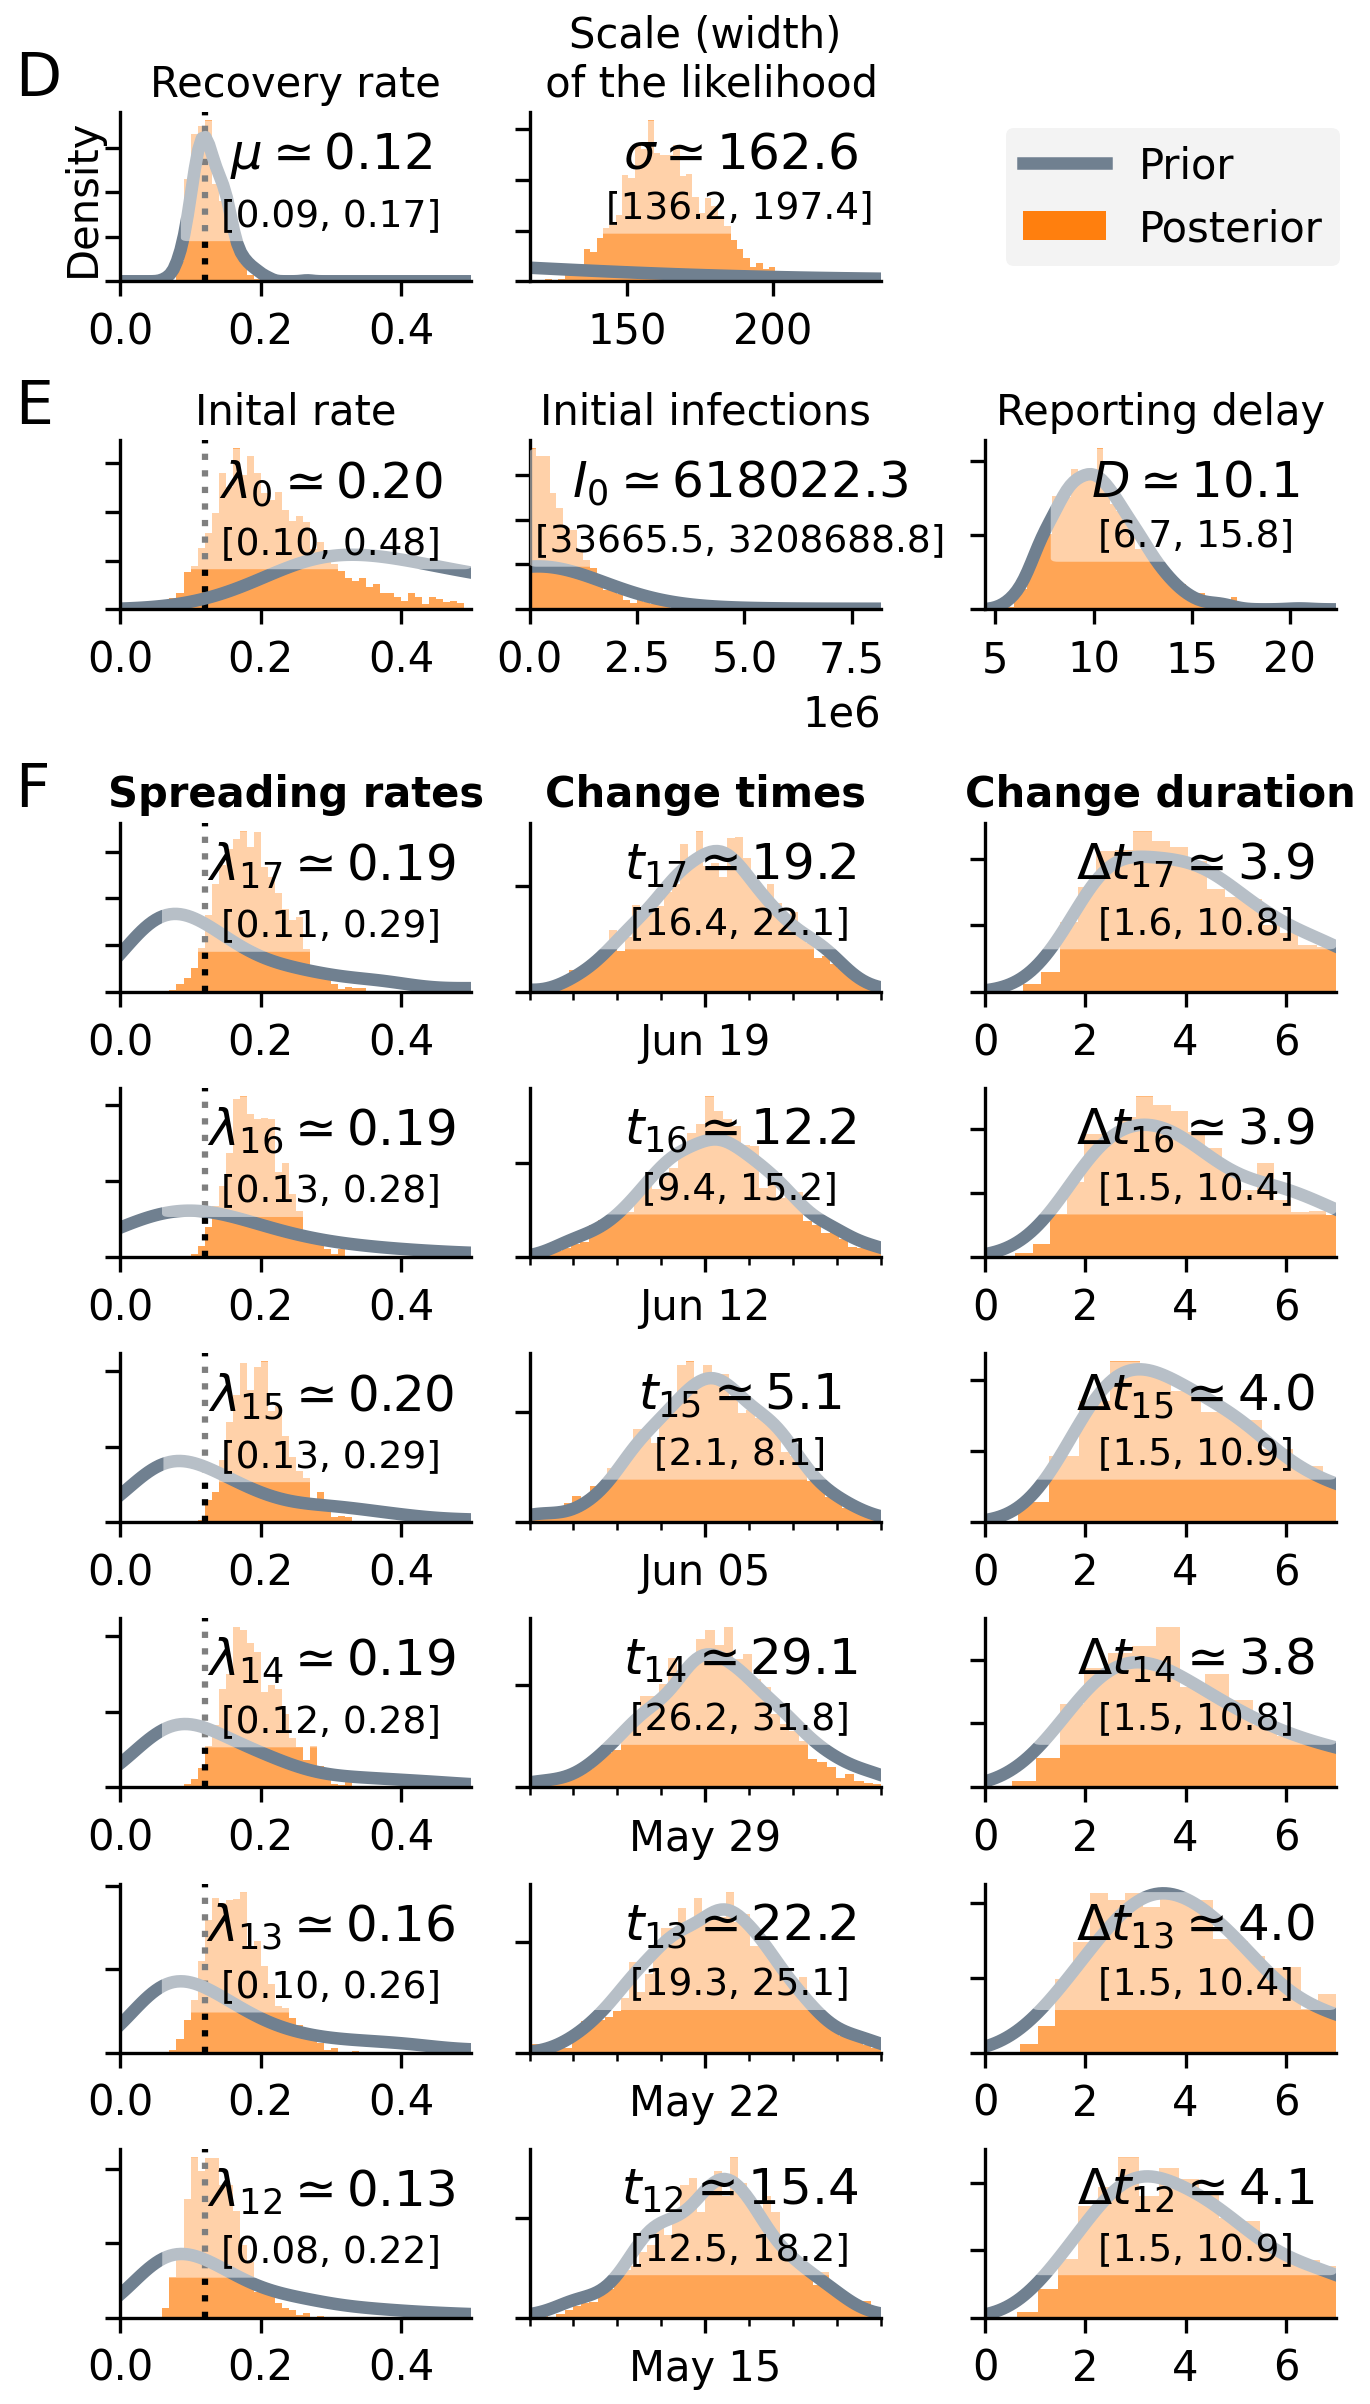 D
Recovery rate
Scale (width)
of the likelihood
Density
μ ≃ 0.12
[0.09, 0.17]
0.0 0.2 0.4
σ ≃ 162.6
[136.2, 197.4]
150 200
Prior
Posterior
E
Inital rate
λ0 ≃ 0.20
[0.10, 0.48]
0.0 0.2 0.4
Initial infections
I0 ≃ 618022.3
[33665.5, 3208688.8]
0.0 2.5 5.0 7.5
1e6
Reporting delay
D ≃ 10.1
[6.7, 15.8]
5 10 15 20
F
Spreading rates Change times Change duration
λ17 ≃ 0.19
[0.11, 0.29]
0.0 0.2 0.4
t17 ≃ 19.2
[16.4, 22.1]
Jun 19
Δt17 ≃ 3.9
[1.6, 10.8]
0 2 4 6
λ16 ≃ 0.19
[0.13, 0.28]
0.0 0.2 0.4
t16 ≃ 12.2
[9.4, 15.2]
Jun 12
Δt16 ≃ 3.9
[1.5, 10.4]
0 2 4 6
λ15 ≃ 0.20
[0.13, 0.29]
0.0 0.2 0.4
t15 ≃ 5.1
[2.1, 8.1]
Jun 05
Δt15 ≃ 4.0
[1.5, 10.9]
0 2 4 6
λ14 ≃ 0.19
[0.12, 0.28]
0.0 0.2 0.4
t14 ≃ 29.1
[26.2, 31.8]
May 29
Δt14 ≃ 3.8
[1.5, 10.8]
0 2 4 6
λ13 ≃ 0.16
[0.10, 0.26]
0.0 0.2 0.4
t13 ≃ 22.2
[19.3, 25.1]
May 22
Δt13 ≃ 4.0
[1.5, 10.4]
0 2 4 6
λ12 ≃ 0.13
[0.08, 0.22]
0.0 0.2 0.4
t12 ≃ 15.4
[12.5, 18.2]
May 15
Δt12 ≃ 4.1
[1.5, 10.9]
0 2 4 6